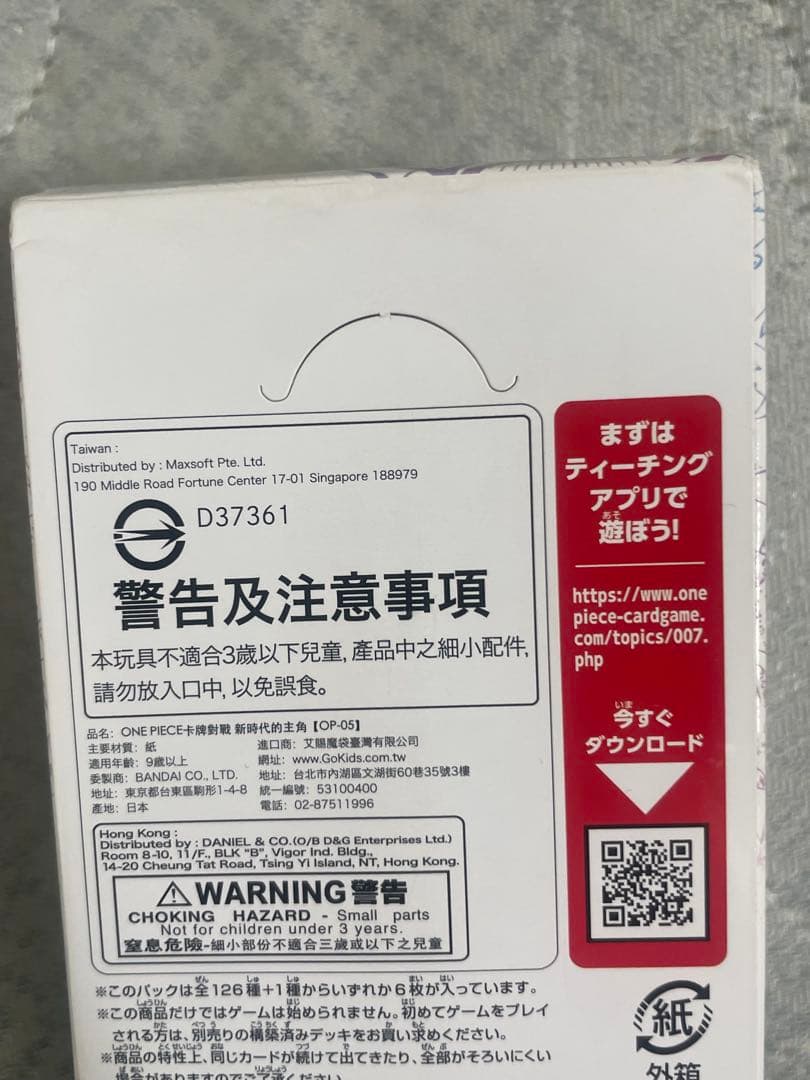 Taiwan :
Distributed by : Maxsoft Pte. Ltd.
190 Middle Road Fortune Center 17-01 Singapore 188979
D37361
警告及注意事項
本玩具不適合3歲以下兒童, 產品中之細小配件,
請勿放入口中, 以免誤食。
品名: ONE PIECE卡牌對戰 新時代的主角【OP-05】
主要材質: 紙
適用年齡: 9歲以上
委製商: BANDAI CO., LTD.
地址: 東京都台東區駒形1-4-8
產地: 日本
進口商: 艾賜魔袋臺灣有限公司
網址: www.GoKids.com.tw
地址: 台北市內湖區文湖街60巷35號3樓
統一編號: 53100400
電話: 02-87511996
Hong Kong :
Distributed by : DANIEL & CO.(O/B D&G Enterprises Ltd.)
Room 8-10, 11/F., BLK "B", Vigor Ind. Bldg.,
14-20 Cheung Tat Road, Tsing Yi Island, NT, Hong Kong.
WARNING 警告
CHOKING HAZARD - Small parts
Not for children under 3 years.
窒息危險-細小部份不適合三歲或以下之兒童
※このパックは全126種+1種からいずれか6枚が入っています。
※この商品だけではゲームは始められません。初めてゲームをプレイ
される方は、別売りの構築済みデッキをお買い求めください。
※商品の特性上、同じカードが続けて出てきたり、全部がそろいにくい
場合がありますのでご了承ください。
まずは
ティーチング
アプリで
遊ぼう!
https://www.one
piece-cardgame.
com/topics/007.
php
今すぐ
ダウンロード
紙
外箱